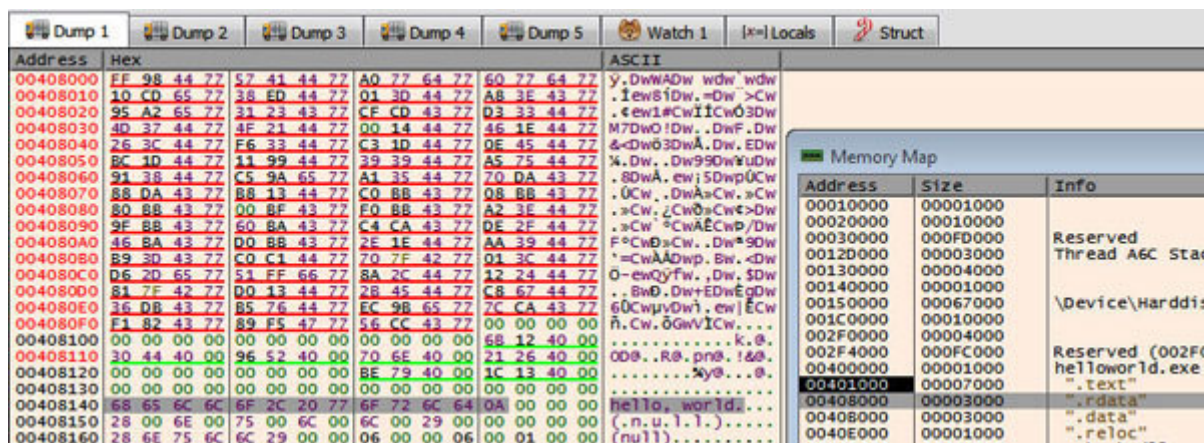 Dump 1 Dump 2 Dump 3 Dump 4 Dump 5 Watch 1 [x=] Locals Struct
Address Hex ASCII
00408000 FF 98 44 77 57 41 44 77 A0 77 64 77 60 77 64 77
00408010 10 CD 65 77 38 ED 44 77 01 3D 44 77 A8 3E 43 77
00408020 95 A2 65 77 31 23 43 77 CF CD 43 77 D3 33 44 77
00408030 4D 37 44 77 4F 21 44 77 00 14 44 77 46 1E 44 77
00408040 26 3C 44 77 F6 33 44 77 C3 1D 44 77 0E 45 44 77
00408050 BC 1D 44 77 11 99 44 77 39 39 44 77 A5 75 44 77
00408060 91 38 44 77 C5 9A 65 77 A1 35 44 77 70 DA 43 77
00408070 88 DA 43 77 B8 13 44 77 C0 BB 43 77 08 BB 43 77
00408080 80 BB 43 77 00 BF 43 77 F0 BB 43 77 A2 3E 44 77
00408090 9F BB 43 77 60 BA 43 77 C4 CA 43 77 DE 2F 44 77
004080A0 46 BA 43 77 D0 BB 43 77 2E 1E 44 77 AA 39 44 77
004080B0 B9 3D 43 77 C0 C1 44 77 70 7F 42 77 01 3C 44 77
004080C0 D6 2D 65 77 51 FF 66 77 8A 2C 44 77 12 24 44 77
004080D0 81 7F 42 77 D0 13 44 77 2B 45 44 77 C8 67 44 77
004080E0 36 DB 43 77 B5 76 44 77 EC 9B 65 77 7C CA 43 77
004080F0 F1 82 43 77 89 F5 47 77 56 CC 43 77 00 00 00 00
00408100 00 00 00 00 00 00 00 00 00 00 00 00 6B 12 40 00
00408110 30 44 40 00 96 52 40 00 70 6E 40 00 21 26 40 00
00408120 00 00 00 00 00 00 00 00 BE 79 40 00 1C 13 40 00
00408130 00 00 00 00 00 00 00 00 00 00 00 00 00 00 00 00
00408140 68 65 6C 6C 6F 2C 20 77 6F 72 6C 64 0A 00 00 00 hello, world....
00408150 28 00 6E 00 75 00 6C 00 6C 00 29 00 00 00 00 00 (.n.u.l.l.).....
00408160 28 6E 75 6C 6C 29 00 00 06 00 00 06 00 01 00 00 (null)..........
Memory Map
Address Size Info
00010000 00001000
00020000 00010000
00030000 000FD000 Reserved
0012D000 00003000 Thread A6C Stac
00130000 00004000
00140000 00001000
00150000 00067000 \Device\Harddi
001C0000 00010000
002F0000 00004000
002F4000 000FC000 Reserved (002F0
00400000 00001000 helloworld.exe
00401000 00007000 ".text"
00408000 00003000 ".rdata"
0040B000 00003000 ".data"
0040E000 00001000 ".reloc"